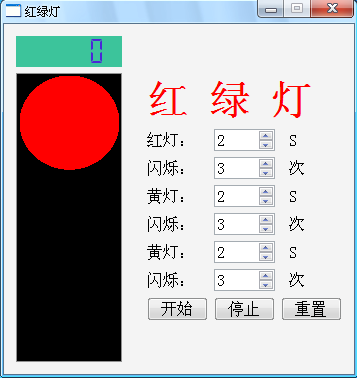 红绿灯
0
红 绿 灯
红灯： 2 S
闪烁： 3 次
黄灯： 2 S
闪烁： 3 次
黄灯： 2 S
闪烁： 3 次
开始 停止 重置